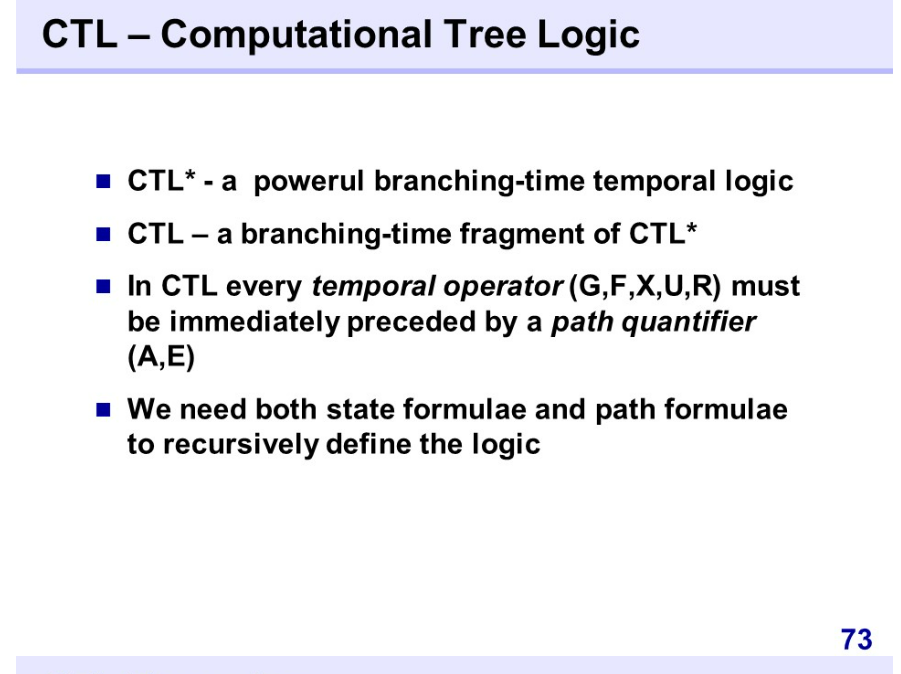 CTL – Computational Tree Logic
CTL* - a powerul branching-time temporal logic
CTL – a branching-time fragment of CTL*
In CTL every temporal operator (G,F,X,U,R) must
be immediately preceded by a path quantifier
(A,E)
We need both state formulae and path formulae
to recursively define the logic
73